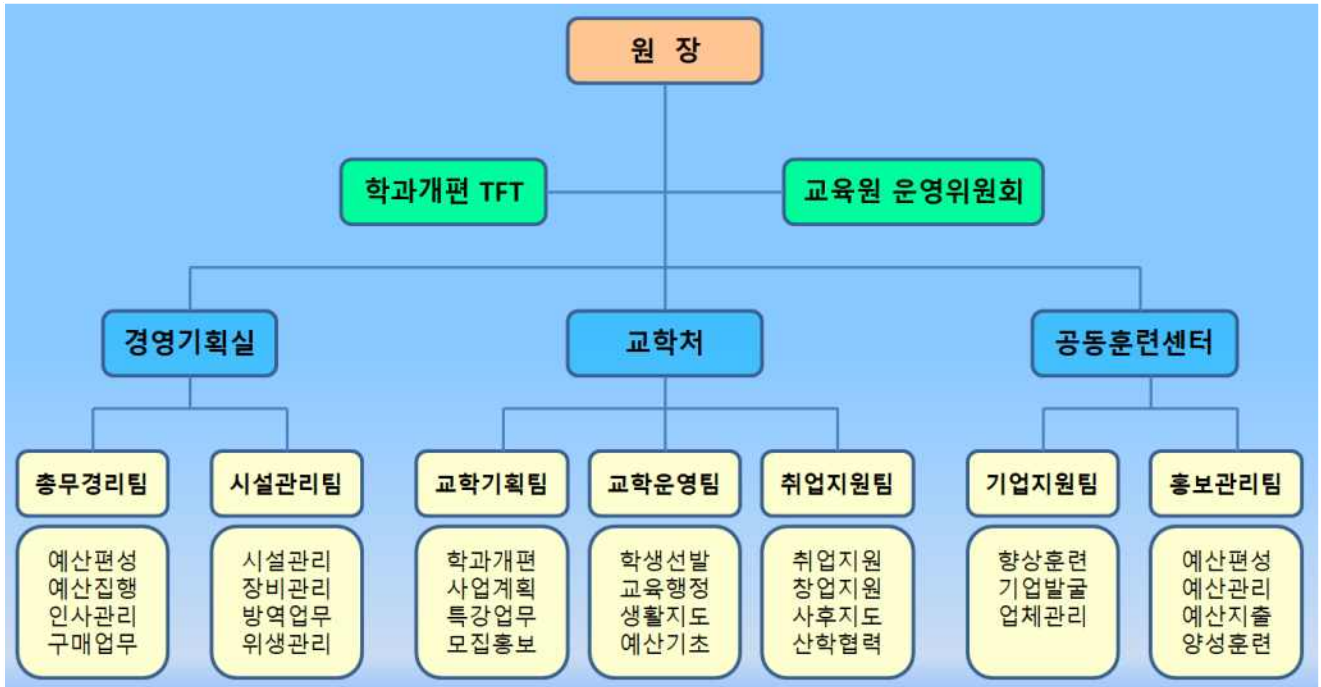 원 장
학과개편 TFT
교육원 운영위원회
경영기획실
교학처
공동훈련센터
총무경리팀
시설관리팀
교학기획팀
교학운영팀
취업지원팀
기업지원팀
홍보관리팀
예산편성
예산집행
인사관리
구매업무
시설관리
장비관리
방역업무
위생관리
학과개편
사업계획
특강업무
모집홍보
학생선발
교육행정
생활지도
예산기초
취업지원
창업지원
사후지도
산학협력
향상훈련
기업발굴
업체관리
예산편성
예산관리
예산지출
양성훈련